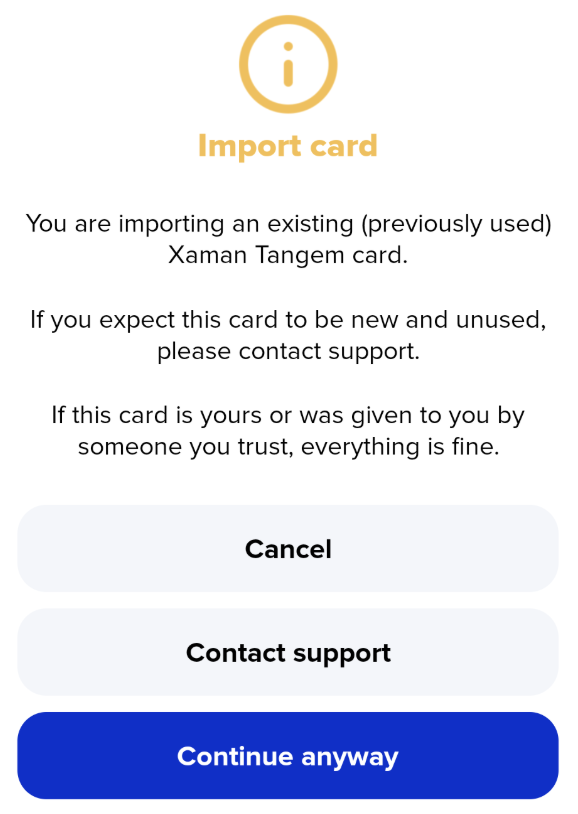 Import card
You are importing an existing (previously used)
Xaman Tangem card.
If you expect this card to be new and unused,
please contact support.
If this card is yours or was given to you by
someone you trust, everything is fine.
Cancel
Contact support
Continue anyway